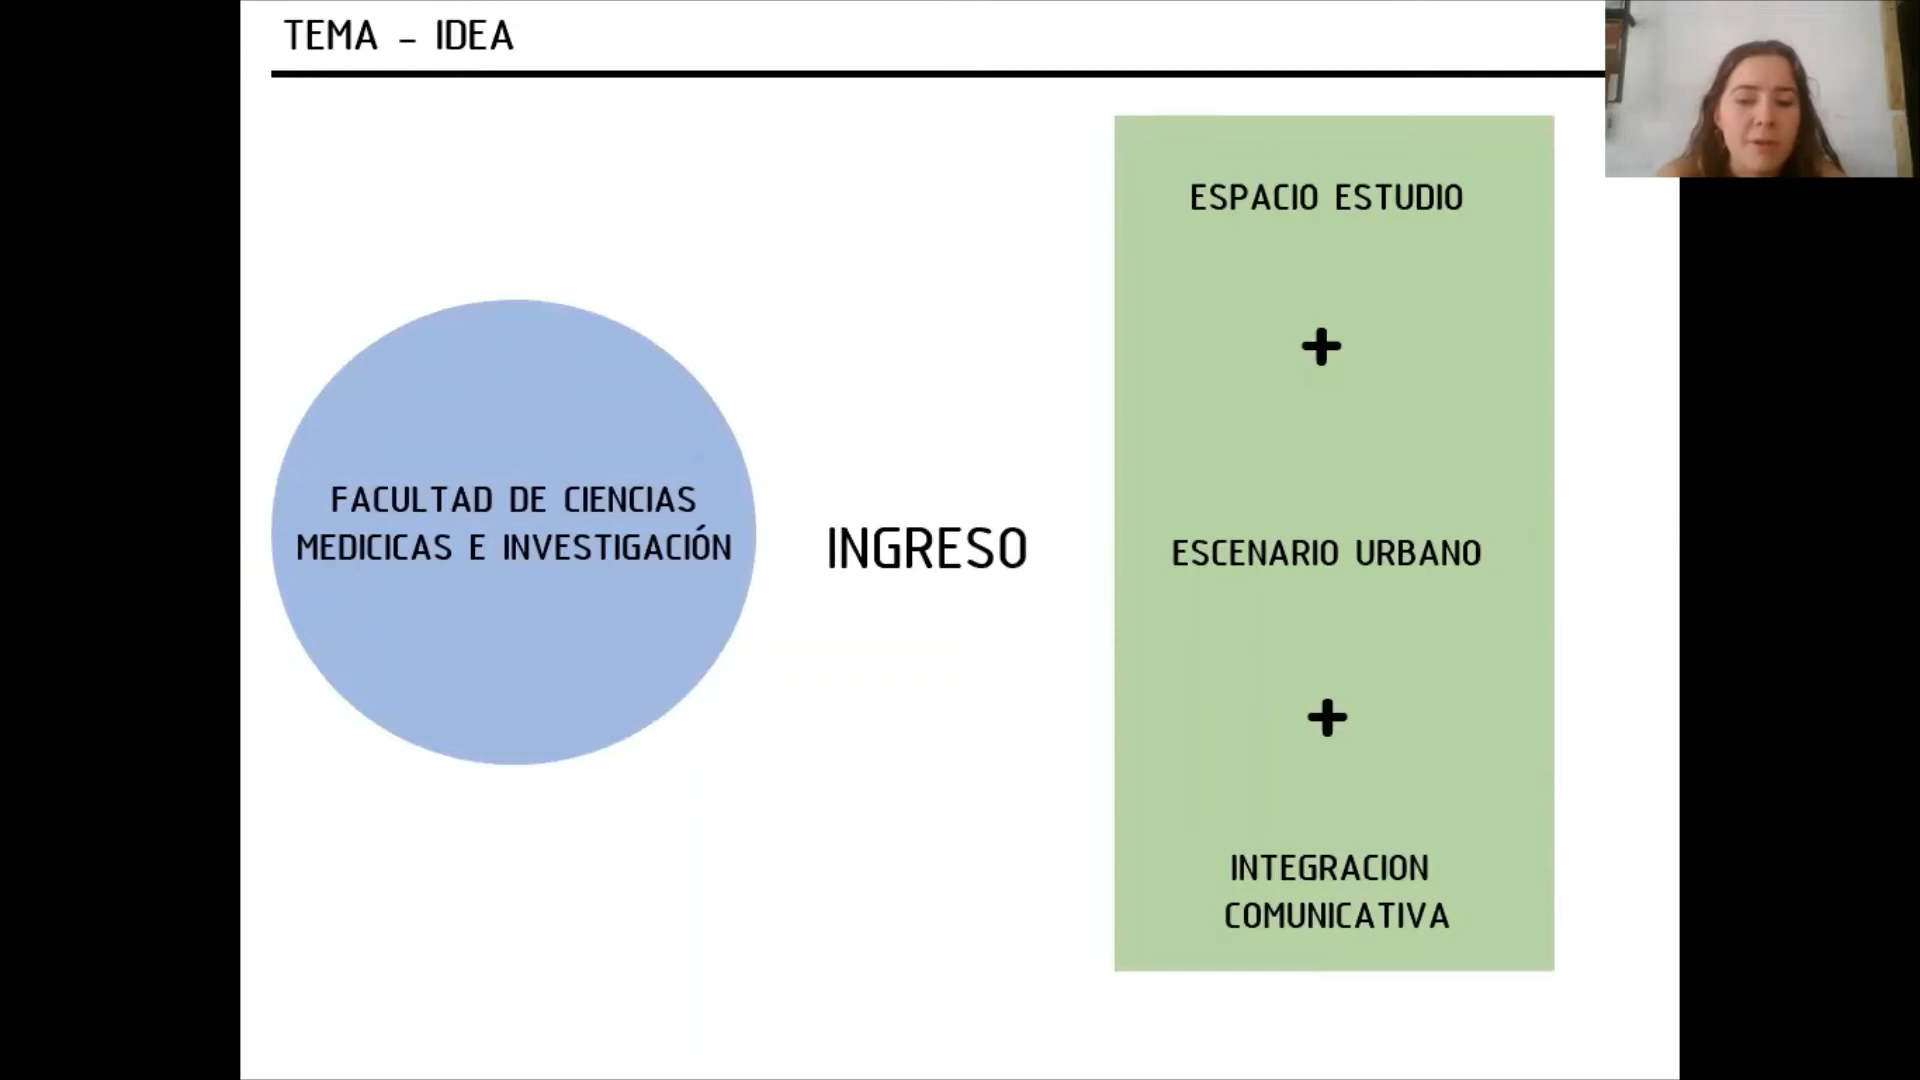 TEMA - IDEA
FACULTAD DE CIENCIAS
MEDICICAS E INVESTIGACIÓN
INGRESO
ESPACIO ESTUDIO
+
ESCENARIO URBANO
+
INTEGRACION
COMUNICATIVA